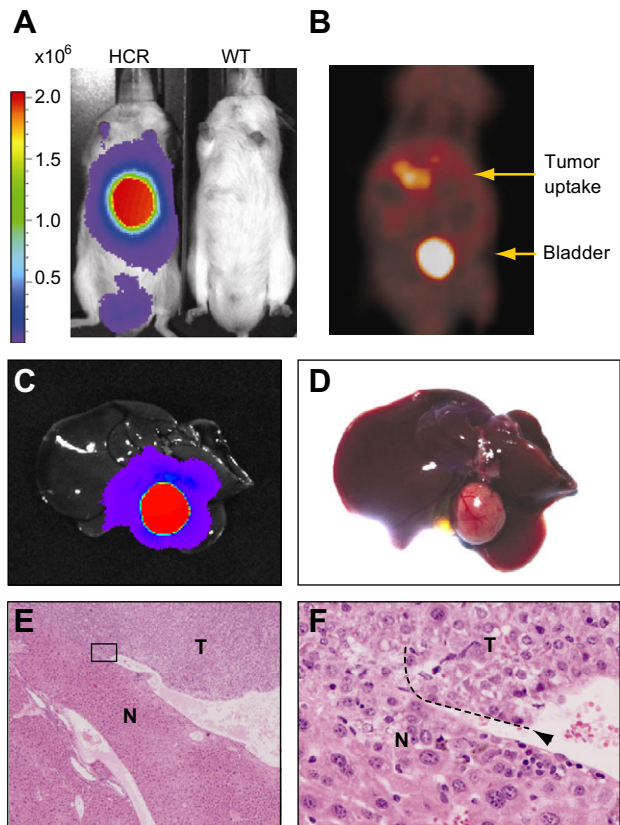 A
B
x10⁶
HCR
WT
2.0
1.5
1.0
0.5
Tumor
uptake
Bladder
C
D
E
T
N
F
T
N